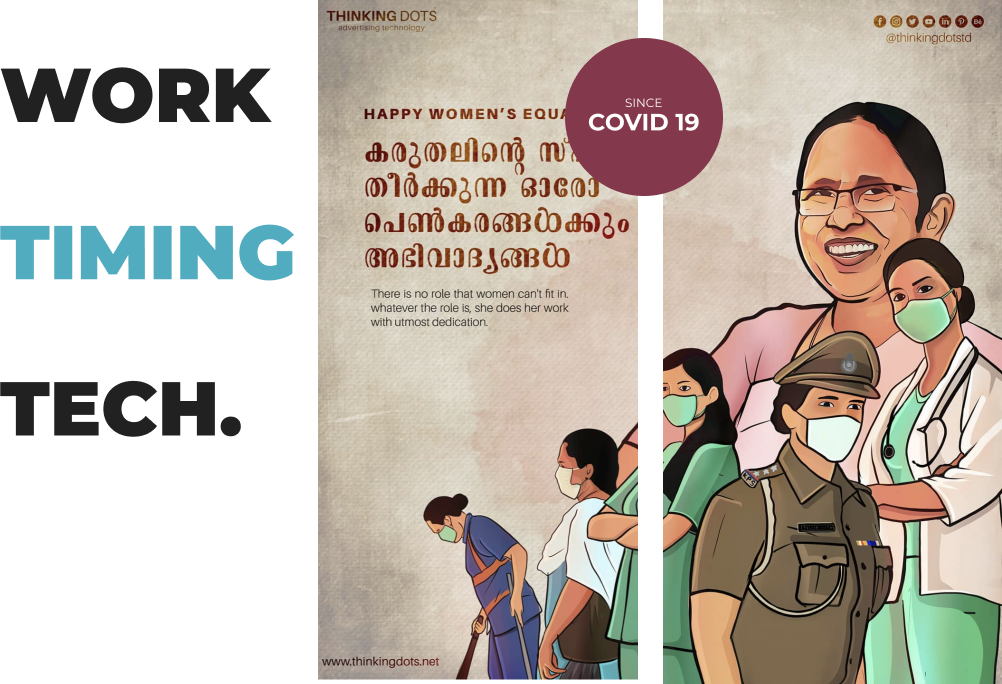 WORK
TIMING
TECH.
THINKING DOTS
advertising technology
HAPPY WOMEN'S
കരുതലിന്റെ
തീർക്കുന്ന ഓരോ
പെൺകരങ്ങൾക്കും
അഭിവാദ്യങ്ങൾ
There is no role that women can't fit in.
whatever the role is, she does her work
with utmost dedication.
www.thinkingdots.net
SINCE
COVID 19
@thinkingdotstd